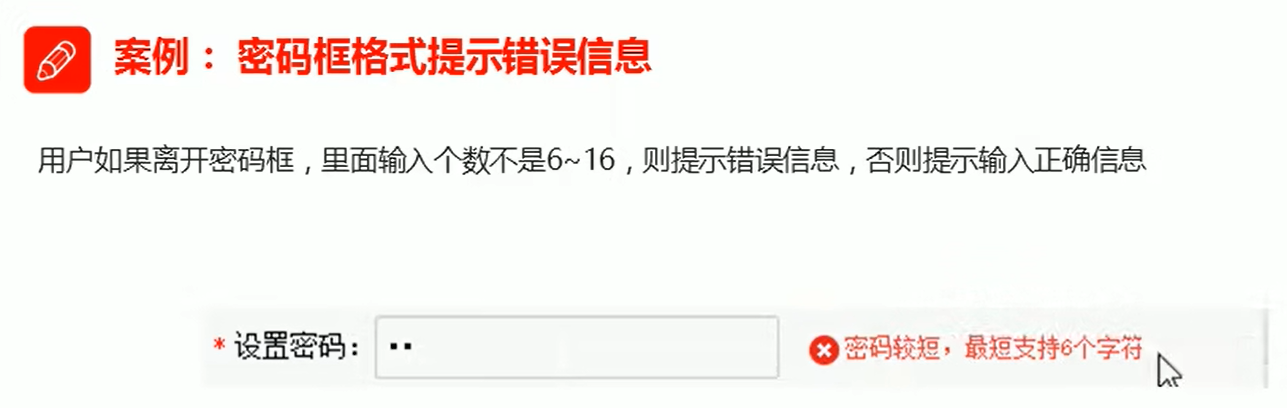 案例：密码框格式提示错误信息
用户如果离开密码框，里面输入个数不是6~16，则提示错误信息，否则提示输入正确信息
* 设置密码： 密码较短，最短支持6个字符